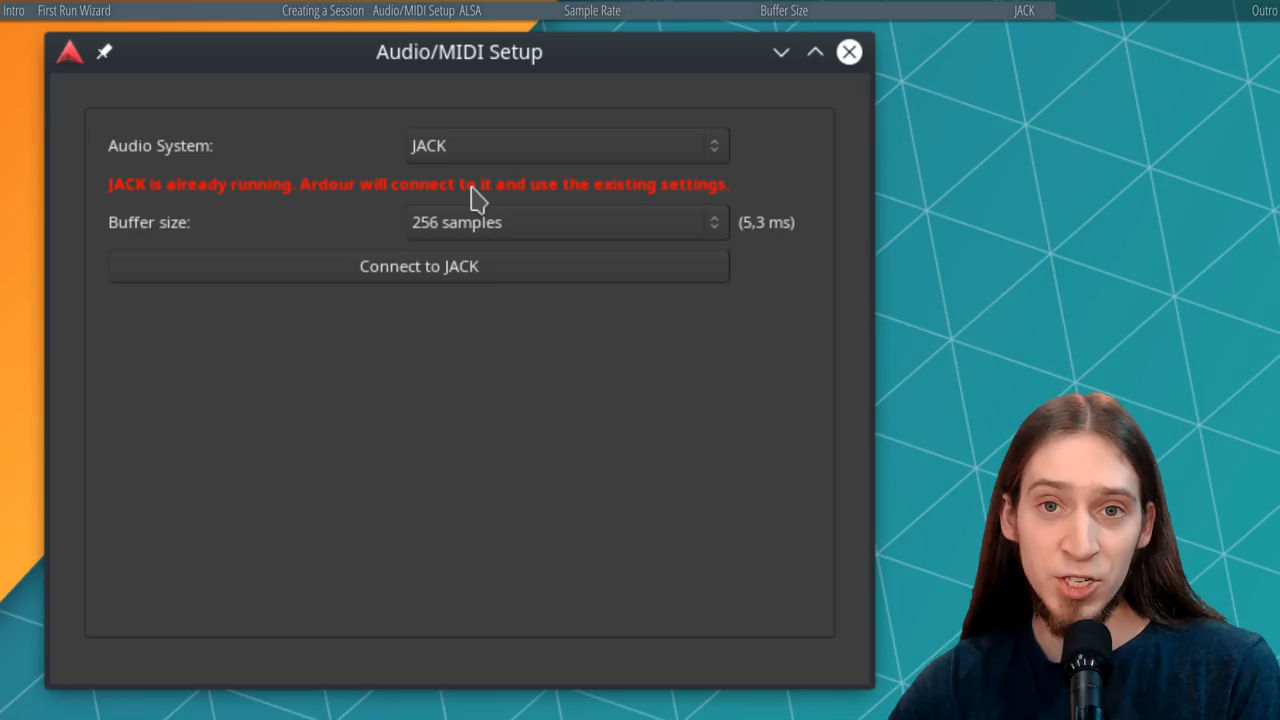 Intro First Run Wizard Creating a Session Audio/MIDI Setup ALSA Sample Rate Buffer Size JACK Outro
Audio/MIDI Setup
Audio System: JACK
JACK is already running. Ardour will connect to it and use the existing settings.
Buffer size: 256 samples (5,3 ms)
Connect to JACK